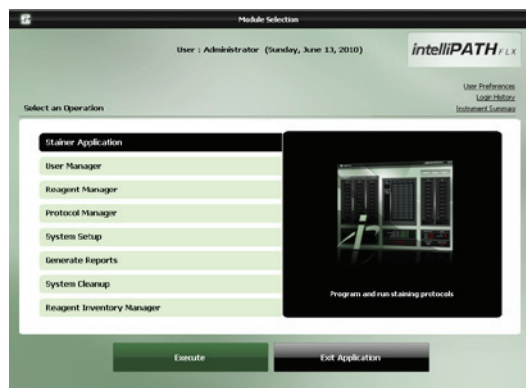 Module Selection
User : Administrator (Sunday, June 13, 2010)
intelliPATH FLX
User Preferences
Login History
Instrument Summary
Select an Operation
Stainer Application
User Manager
Reagent Manager
Protocol Manager
System Setup
Generate Reports
System Cleanup
Reagent Inventory Manager
Program and run staining protocols
Execute
Exit Application